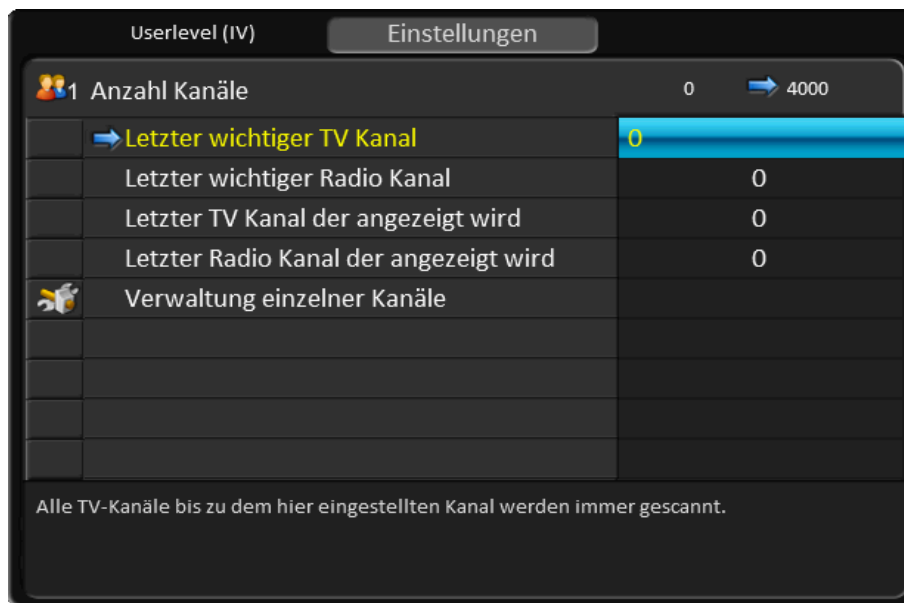 Userlevel (IV) Einstellungen
1 Anzahl Kanäle 0 4000
Letzter wichtiger TV Kanal 0
Letzter wichtiger Radio Kanal 0
Letzter TV Kanal der angezeigt wird 0
Letzter Radio Kanal der angezeigt wird 0
Verwaltung einzelner Kanäle
Alle TV-Kanäle bis zu dem hier eingestellten Kanal werden immer gescannt.